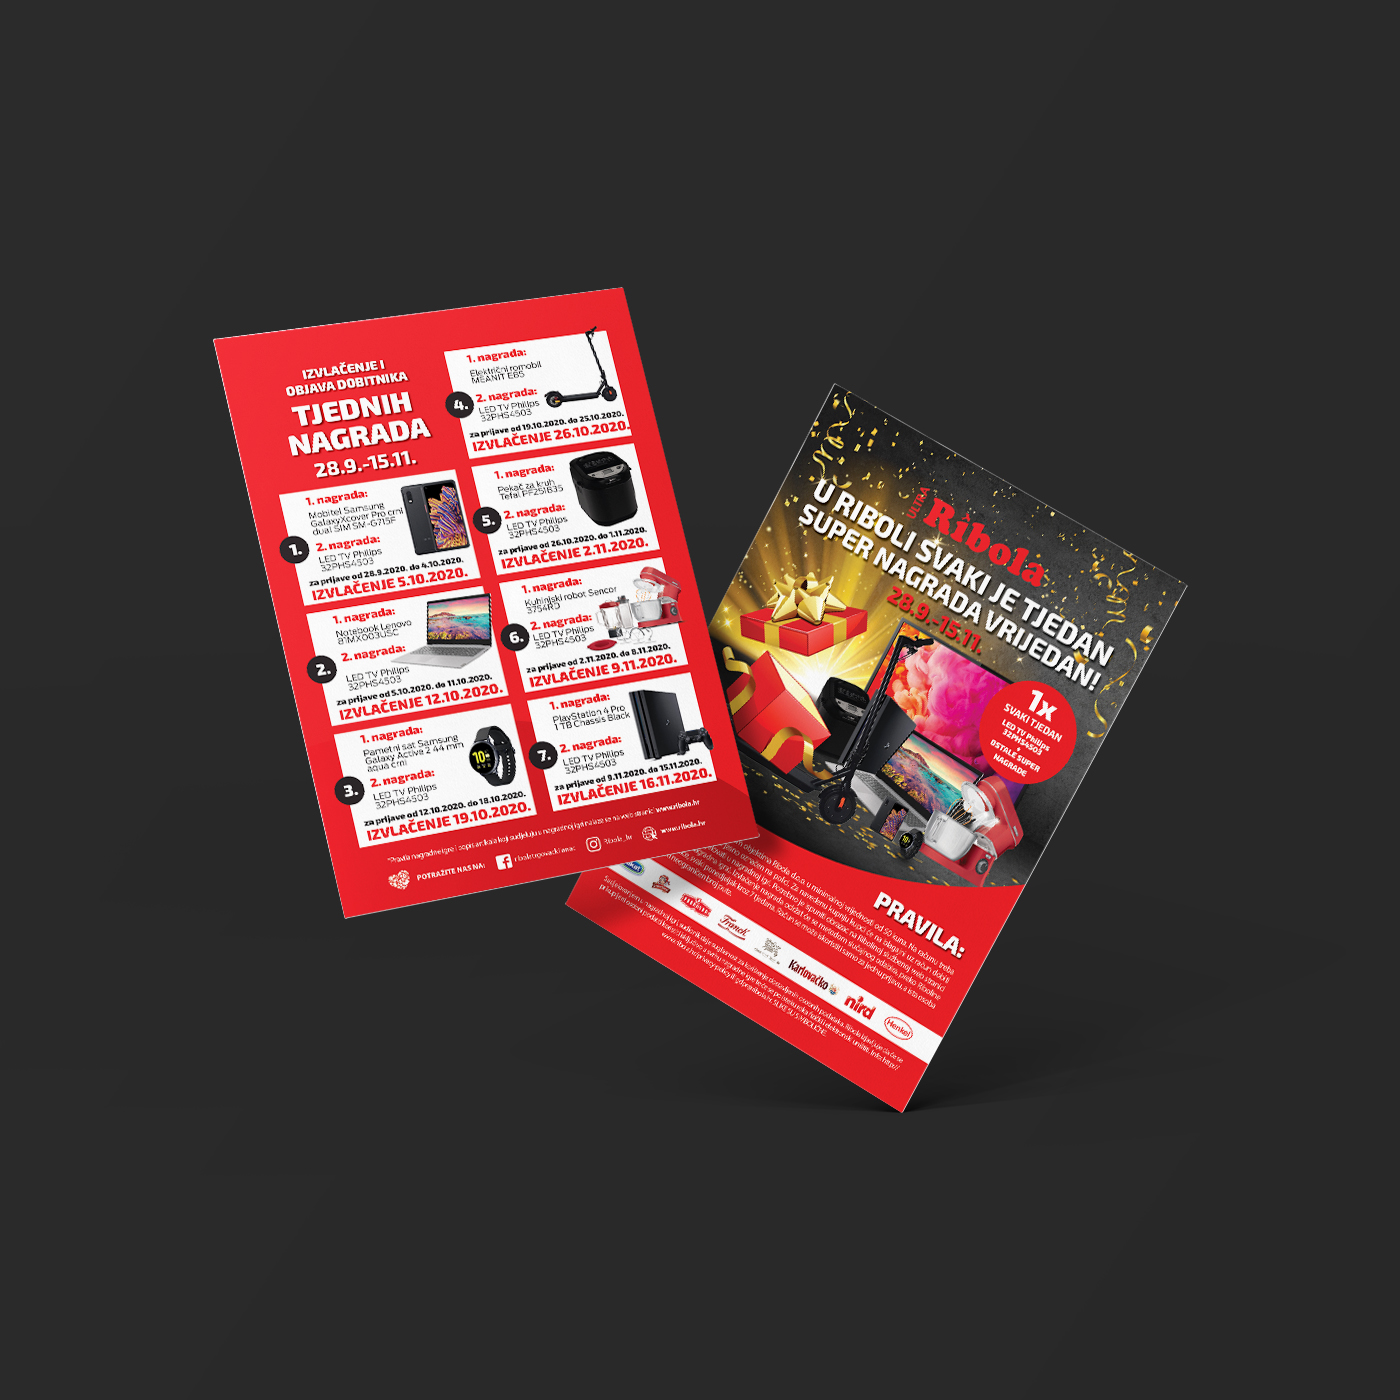 IZVLAČENJE I
OBJAVA DOBITNIKA
TJEDNIH
NAGRADA
28.9.-15.11.
1.
1. nagrada:
Mobitel Samsung
GalaxyXcover Pro crni
dual SIM SM-G715F
2. nagrada:
LED TV Philips
32PHS4503
za prijave od 28.9.2020. do 4.10.2020.
IZVLAČENJE 5.10.2020.
2.
1. nagrada:
Notebook Lenovo
81MX003USC
2. nagrada:
LED TV Philips
32PHS4503
za prijave od 5.10.2020. do 11.10.2020.
IZVLAČENJE 12.10.2020.
3.
1. nagrada:
Pametni sat Samsung
Galaxy Active 2 44 mm
aqua crni
2. nagrada:
LED TV Philips
32PHS4503
za prijave od 12.10.2020. do 18.10.2020.
IZVLAČENJE 19.10.2020.
4.
1. nagrada:
Električni romobil
MEANIT E85
2. nagrada:
LED TV Philips
32PHS4503
za prijave od 19.10.2020. do 25.10.2020.
IZVLAČENJE 26.10.2020.
5.
1. nagrada:
Pekač za kruh
Tefal PF251835
2. nagrada:
LED TV Philips
32PHS4503
za prijave od 26.10.2020. do 1.11.2020.
IZVLAČENJE 2.11.2020.
6.
1. nagrada:
Kuhinjski robot Sencor
3754RD
2. nagrada:
LED TV Philips
32PHS4503
za prijave od 2.11.2020. do 8.11.2020.
IZVLAČENJE 9.11.2020.
7.
1. nagrada:
PlayStation 4 Pro
1 TB Chassis Black
2. nagrada:
LED TV Philips
32PHS4503
za prijave od 9.11.2020. do 15.11.2020.
IZVLAČENJE 16.11.2020.
*Pravila nagradne igre i popis artikala koji sudjeluju u nagradnoj igri nalaze se na web stranici www.ribola.hr
POTRAŽITE NAS NA:
Ribola_hr
www.ribola.hr
ULTRA
Ribola
U RIBOLI SVAKI JE TJEDAN
SUPER NAGRADA VRIJEDAN!
28.9.-15.11.
1x
SVAKI TJEDAN
LED TV Philips
32PHS4503
+
OSTALE SUPER
NAGRADE
PRAVILA:
Franck
Karlovačko
nird
Henkel